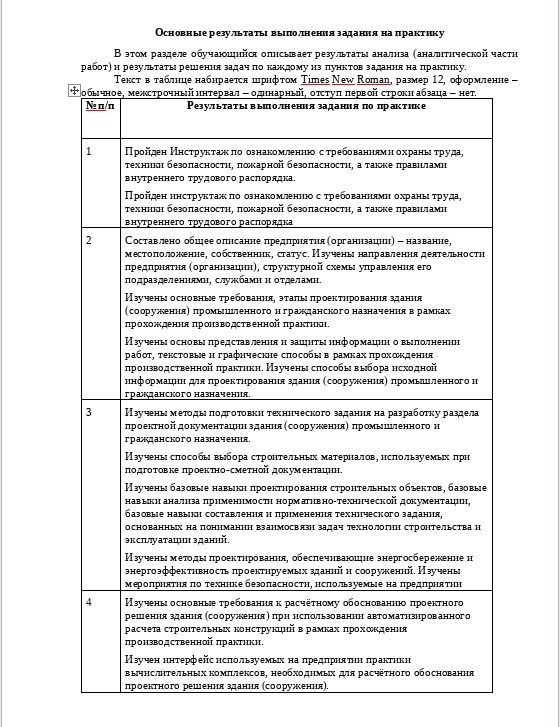 Основные результаты выполнения задания на практику
В этом разделе обучающийся описывает результаты анализа (аналитической части
работ) и результаты решения задач по каждому из пунктов задания на практику.
Текст в таблице набирается шрифтом Times New Roman, размер 12, оформление –
обычное, межстрочный интервал – одинарный, отступ первой строки абзаца – нет.
№ п/п Результаты выполнения задания по практике
1 Пройден Инструктаж по ознакомлению с требованиями охраны труда,
техники безопасности, пожарной безопасности, а также правилами
внутреннего трудового распорядка.
Пройден инструктаж по ознакомлению с требованиями охраны труда,
техники безопасности, пожарной безопасности, а также правилами
внутреннего трудового распорядка
2 Составлено общее описание предприятия (организации) – название,
местоположение, собственник, статус. Изучены направления деятельности
предприятия (организации), структурной схемы управления его
подразделениями, службами и отделами.
Изучены основные требования, этапы проектирования здания
(сооружения) промышленного и гражданского назначения в рамках
прохождения производственной практики.
Изучены основы представления и защиты информации о выполнении
работ, текстовые и графические способы в рамках прохождения
производственной практики. Изучены способы выбора исходной
информации для проектирования здания (сооружения) промышленного и
гражданского назначения.
3 Изучены методы подготовки технического задания на разработку раздела
проектной документации здания (сооружения) промышленного и
гражданского назначения.
Изучены способы выбора строительных материалов, используемых при
подготовке проектно-сметной документации.
Изучены базовые навыки проектирования строительных объектов, базовые
навыки анализа применимости нормативно-технической документации,
базовые навыки составления и применения технического задания,
основанных на понимании взаимосвязи задач технологии строительства и
эксплуатации зданий.
Изучены методы проектирования, обеспечивающие энергосбережение и
энергоэффективность проектируемых зданий и сооружений. Изучены
мероприятия по технике безопасности, используемые на предприятии
4 Изучены основные требования к расчётному обоснованию проектного
решения здания (сооружения) при использовании автоматизированного
расчета строительных конструкций в рамках прохождения
производственной практики.
Изучен интерфейс используемых на предприятии практики
вычислительных комплексов, необходимых для расчётного обоснования
проектного решения здания (сооружения).